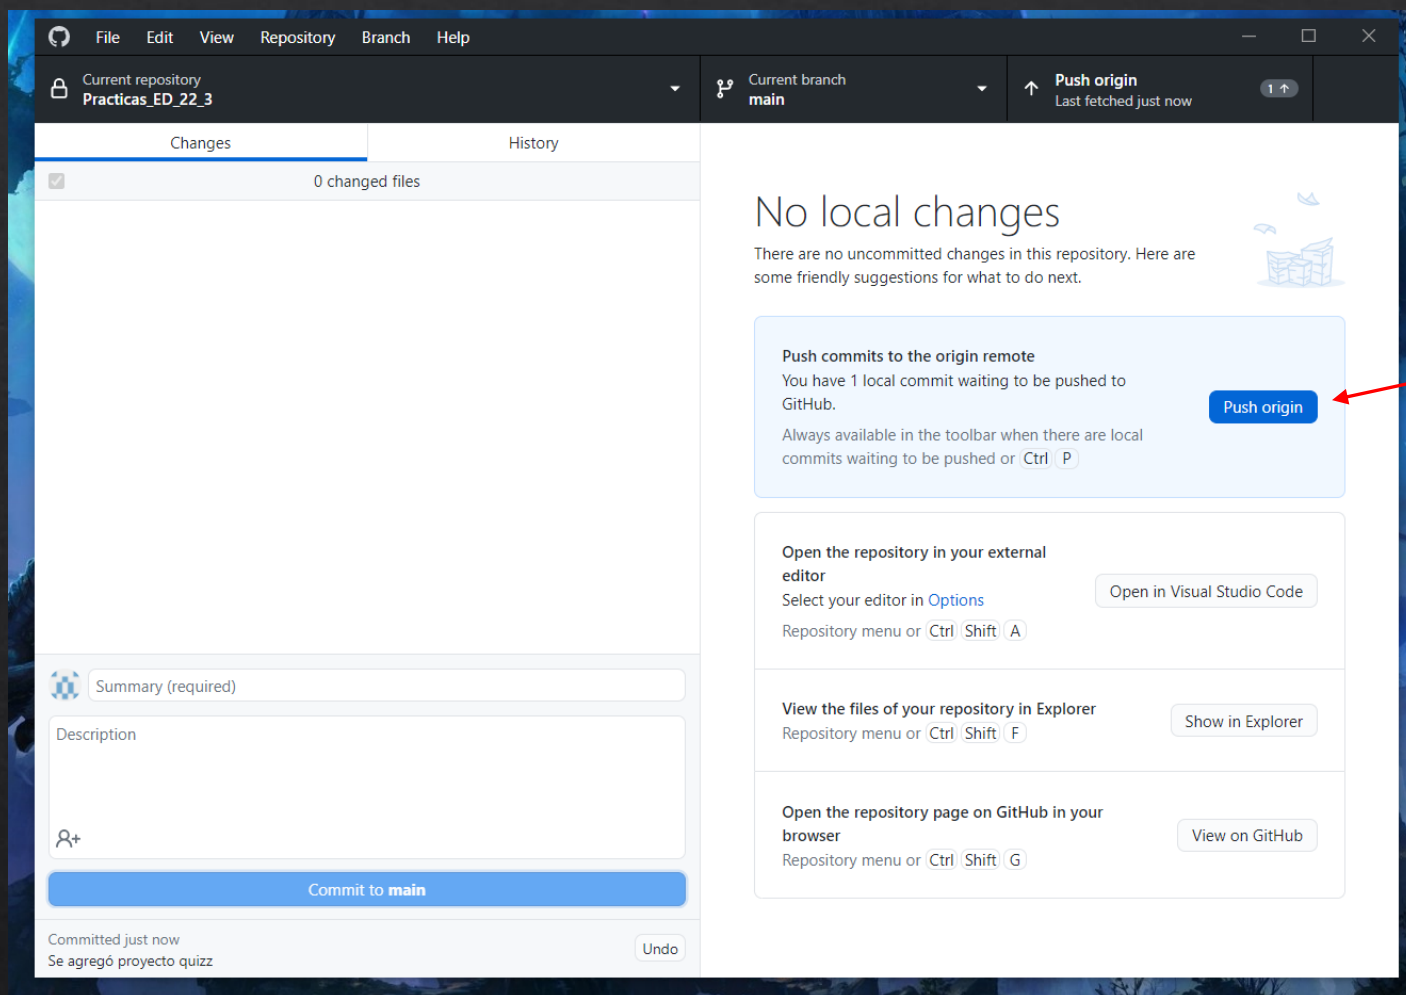 File Edit View Repository Branch Help
Current repository
Practicas_ED_22_3
Current branch
main
Push origin
Last fetched just now
1
Changes
History
0 changed files
No local changes
There are no uncommitted changes in this repository. Here are
some friendly suggestions for what to do next.
Push commits to the origin remote
You have 1 local commit waiting to be pushed to
GitHub.
Always available in the toolbar when there are local
commits waiting to be pushed or Ctrl P
Push origin
Open the repository in your external
editor
Select your editor in Options
Repository menu or Ctrl Shift A
Open in Visual Studio Code
View the files of your repository in Explorer
Repository menu or Ctrl Shift F
Show in Explorer
Open the repository page on GitHub in your
browser
Repository menu or Ctrl Shift G
View on GitHub
Summary (required)
Description
Commit to main
Committed just now
Se agregó proyecto quizz
Undo